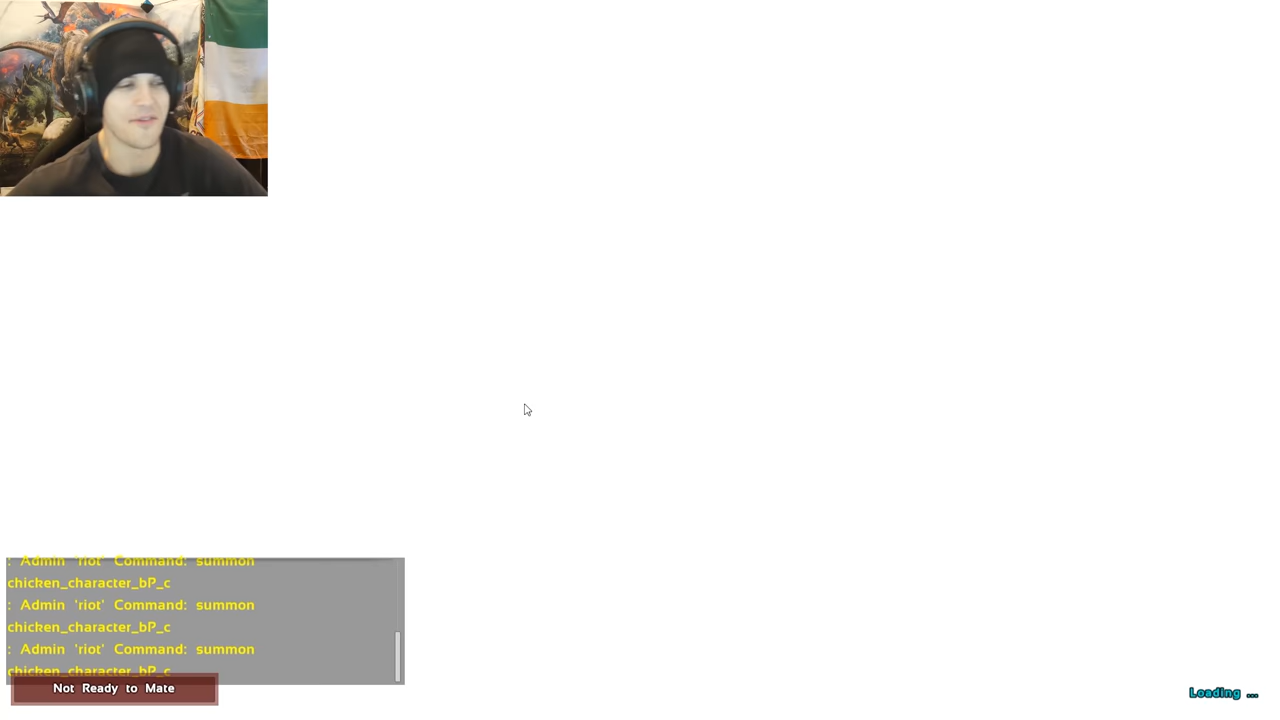 : Admin 'riot' Command: summon
chicken_character_bP_c
: Admin 'riot' Command: summon
chicken_character_bP_c
: Admin 'riot' Command: summon
chicken_character_bP_c
Not Ready to Mate
Loading ...